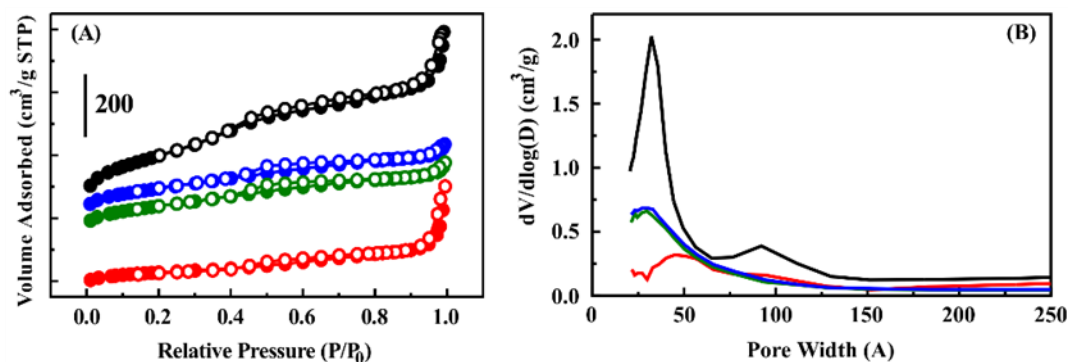 (A)
Volume Adsorbed (cm³/g STP)
200
0.0 0.2 0.4 0.6 0.8 1.0
Relative Pressure (P/P₀)
(B)
dV/dlog(D) (cm³/g)
2.0
1.5
1.0
0.5
0.0
0 50 100 150 200 250
Pore Width (A)